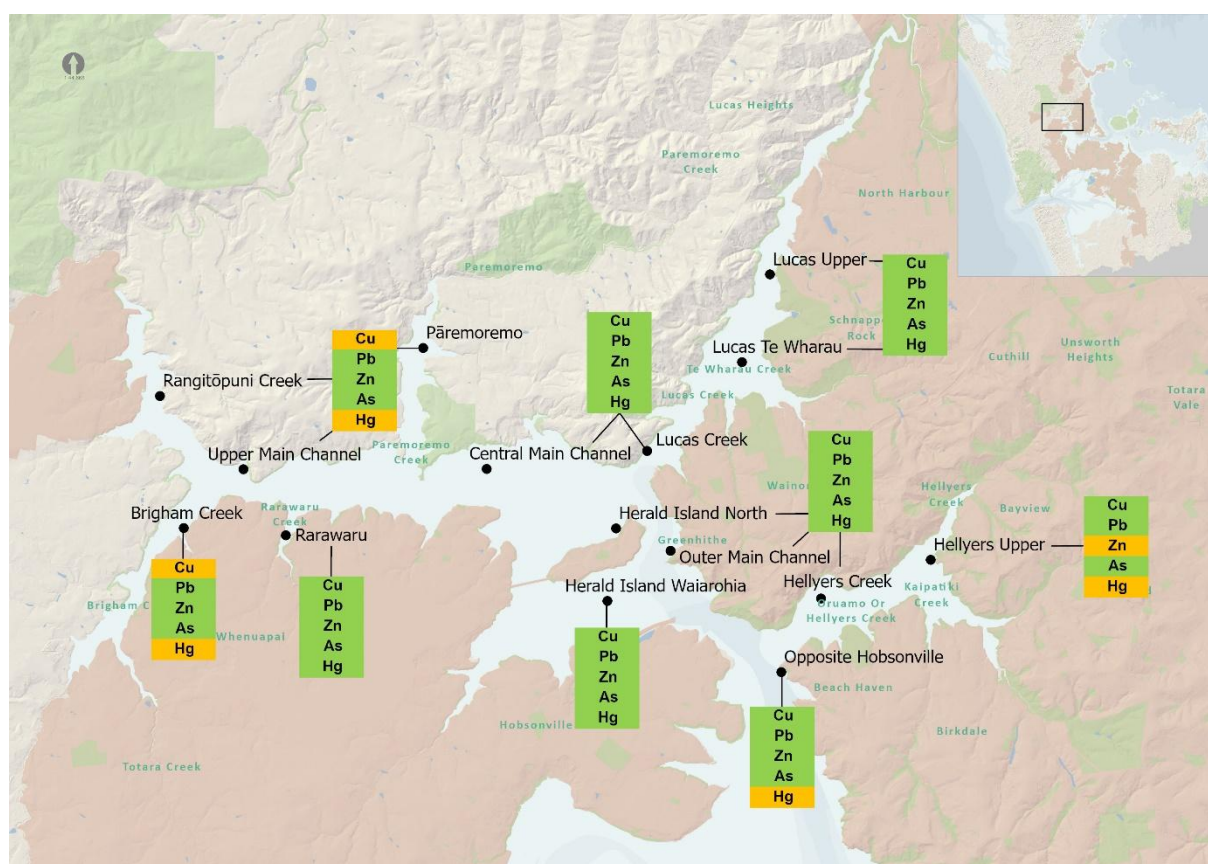 Lucas Heights
Paremoremo
Creek
North Harbour
Lucas Upper
Cu
Pb
Zn
As
Hg
Schnapper
Rock
Lucas Te Wharau
Te Wharau Creek
Cuthill
Unsworth
Heights
Totara
Vale
Paremoremo
Pāremoremo
Cu
Pb
Zn
As
Hg
Rangitōpuni Creek
Upper Main Channel
Cu
Pb
Zn
As
Hg
Lucas Creek
Lucas Creek
Central Main Channel
Paremoremo
Creek
Brigham Creek
Cu
Pb
Zn
As
Hg
Rarawaru
Creek
Rarawaru
Cu
Pb
Zn
As
Hg
Whenuapai
Totara Creek
Herald Island North
Cu
Pb
Zn
As
Hg
Greenhithe
Outer Main Channel
Hellyers Creek
Oruamo Or
Hellyers Creek
Herald Island Waiarohia
Cu
Pb
Zn
As
Hg
Hobsonville
Hellyers
Creek
Bayview
Hellyers Upper
Cu
Pb
Zn
As
Hg
Kaipatiki
Creek
Opposite Hobsonville
Cu
Pb
Zn
As
Hg
Beach Haven
Birkdale